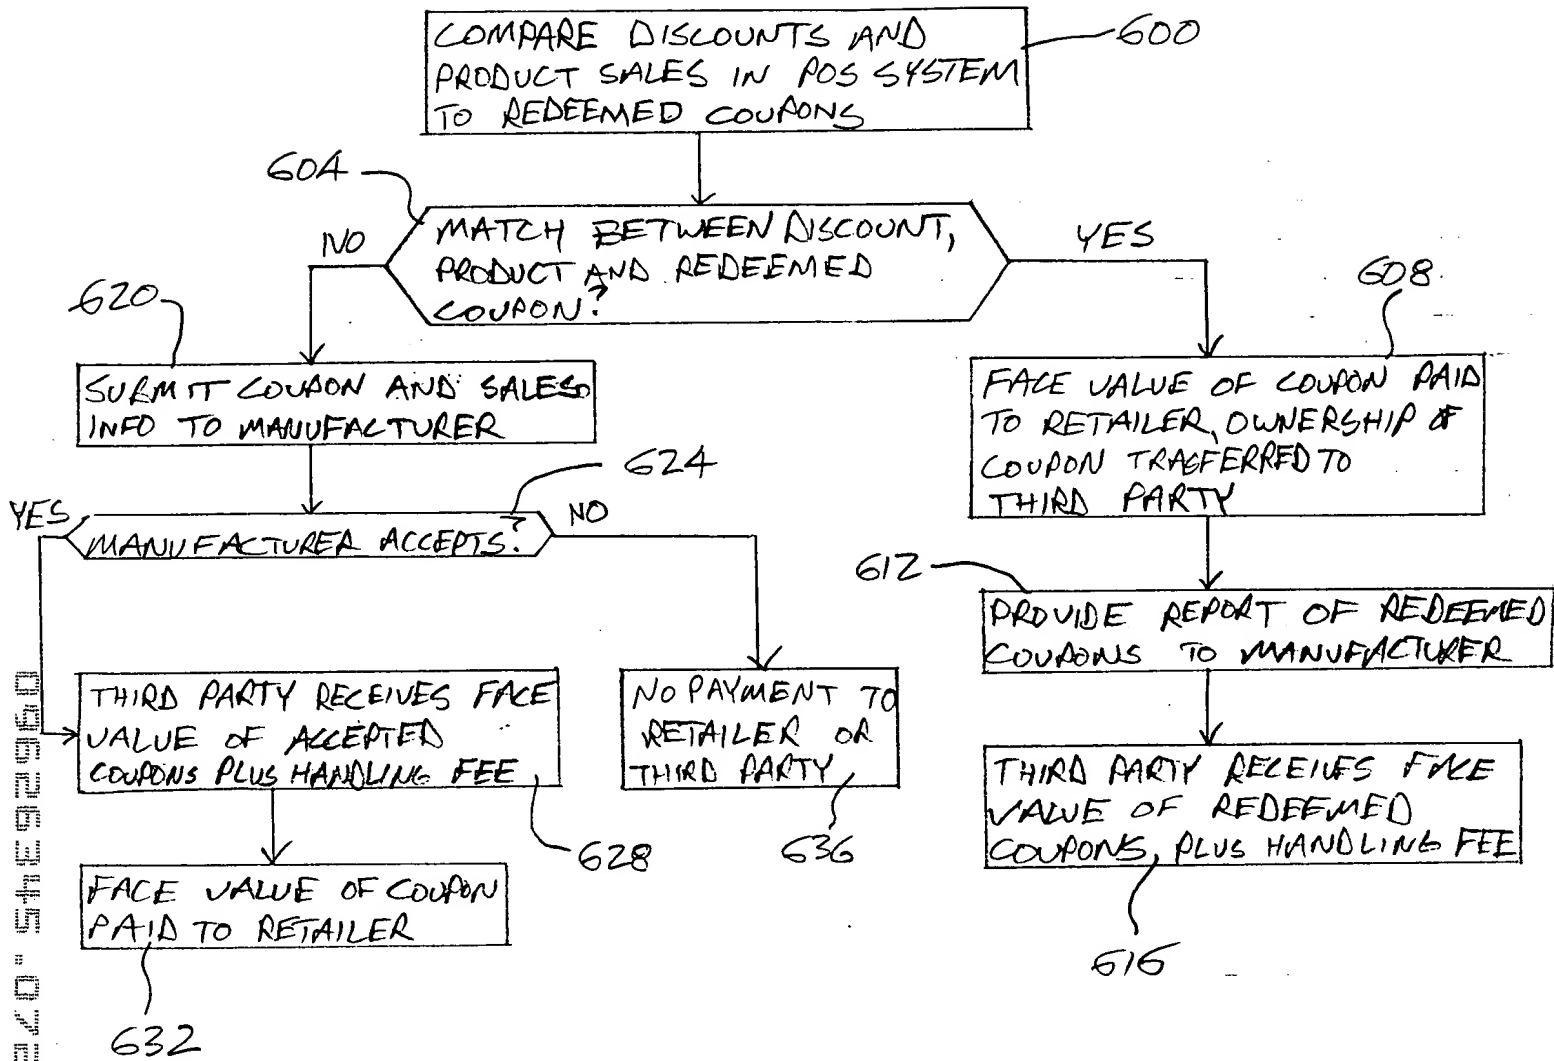 COMPARE DISCOUNTS AND
PRODUCT SALES IN POS SYSTEM
TO REDEEMED COUPONS
600
604
MATCH BETWEEN DISCOUNT,
PRODUCT AND REDEEMED
COUPON?
NO
YES
620
608
SUBMIT COUPON AND SALES
INFO TO MANUFACTURER
FACE VALUE OF COUPON PAID
TO RETAILER, OWNERSHIP OF
COUPON TRASFERRED TO
THIRD PARTY
624
YES
MANUFACTURER ACCEPTS?
NO
612
PROVIDE REPORT OF REDEEMED
COUPONS TO MANUFACTURER
THIRD PARTY RECEIVES FACE
VALUE OF ACCEPTED
COUPONS PLUS HANDLING FEE
628
NO PAYMENT TO
RETAILER OR
THIRD PARTY
636
THIRD PARTY RECEIVES FACE
VALUE OF REDEEMED
COUPONS, PLUS HANDLING FEE
616
FACE VALUE OF COUPON
PAID TO RETAILER
632